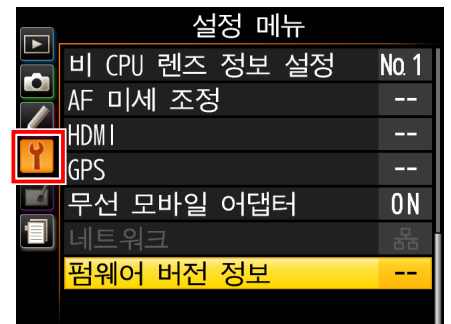 설정 메뉴
비 CPU 렌즈 정보 설정 No. 1
AF 미세 조정 --
HDMI --
GPS --
무선 모바일 어댑터 ON
네트워크
펌웨어 버전 정보 --